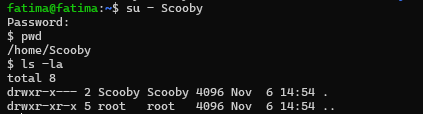 fatima@fatima:~$ su - Scooby
Password:
$ pwd
/home/Scooby
$ ls -la
total 8
drwxr-x--- 2 Scooby Scooby 4096 Nov  6 14:54 .
drwxr-xr-x 5 root   root   4096 Nov  6 14:54 ..